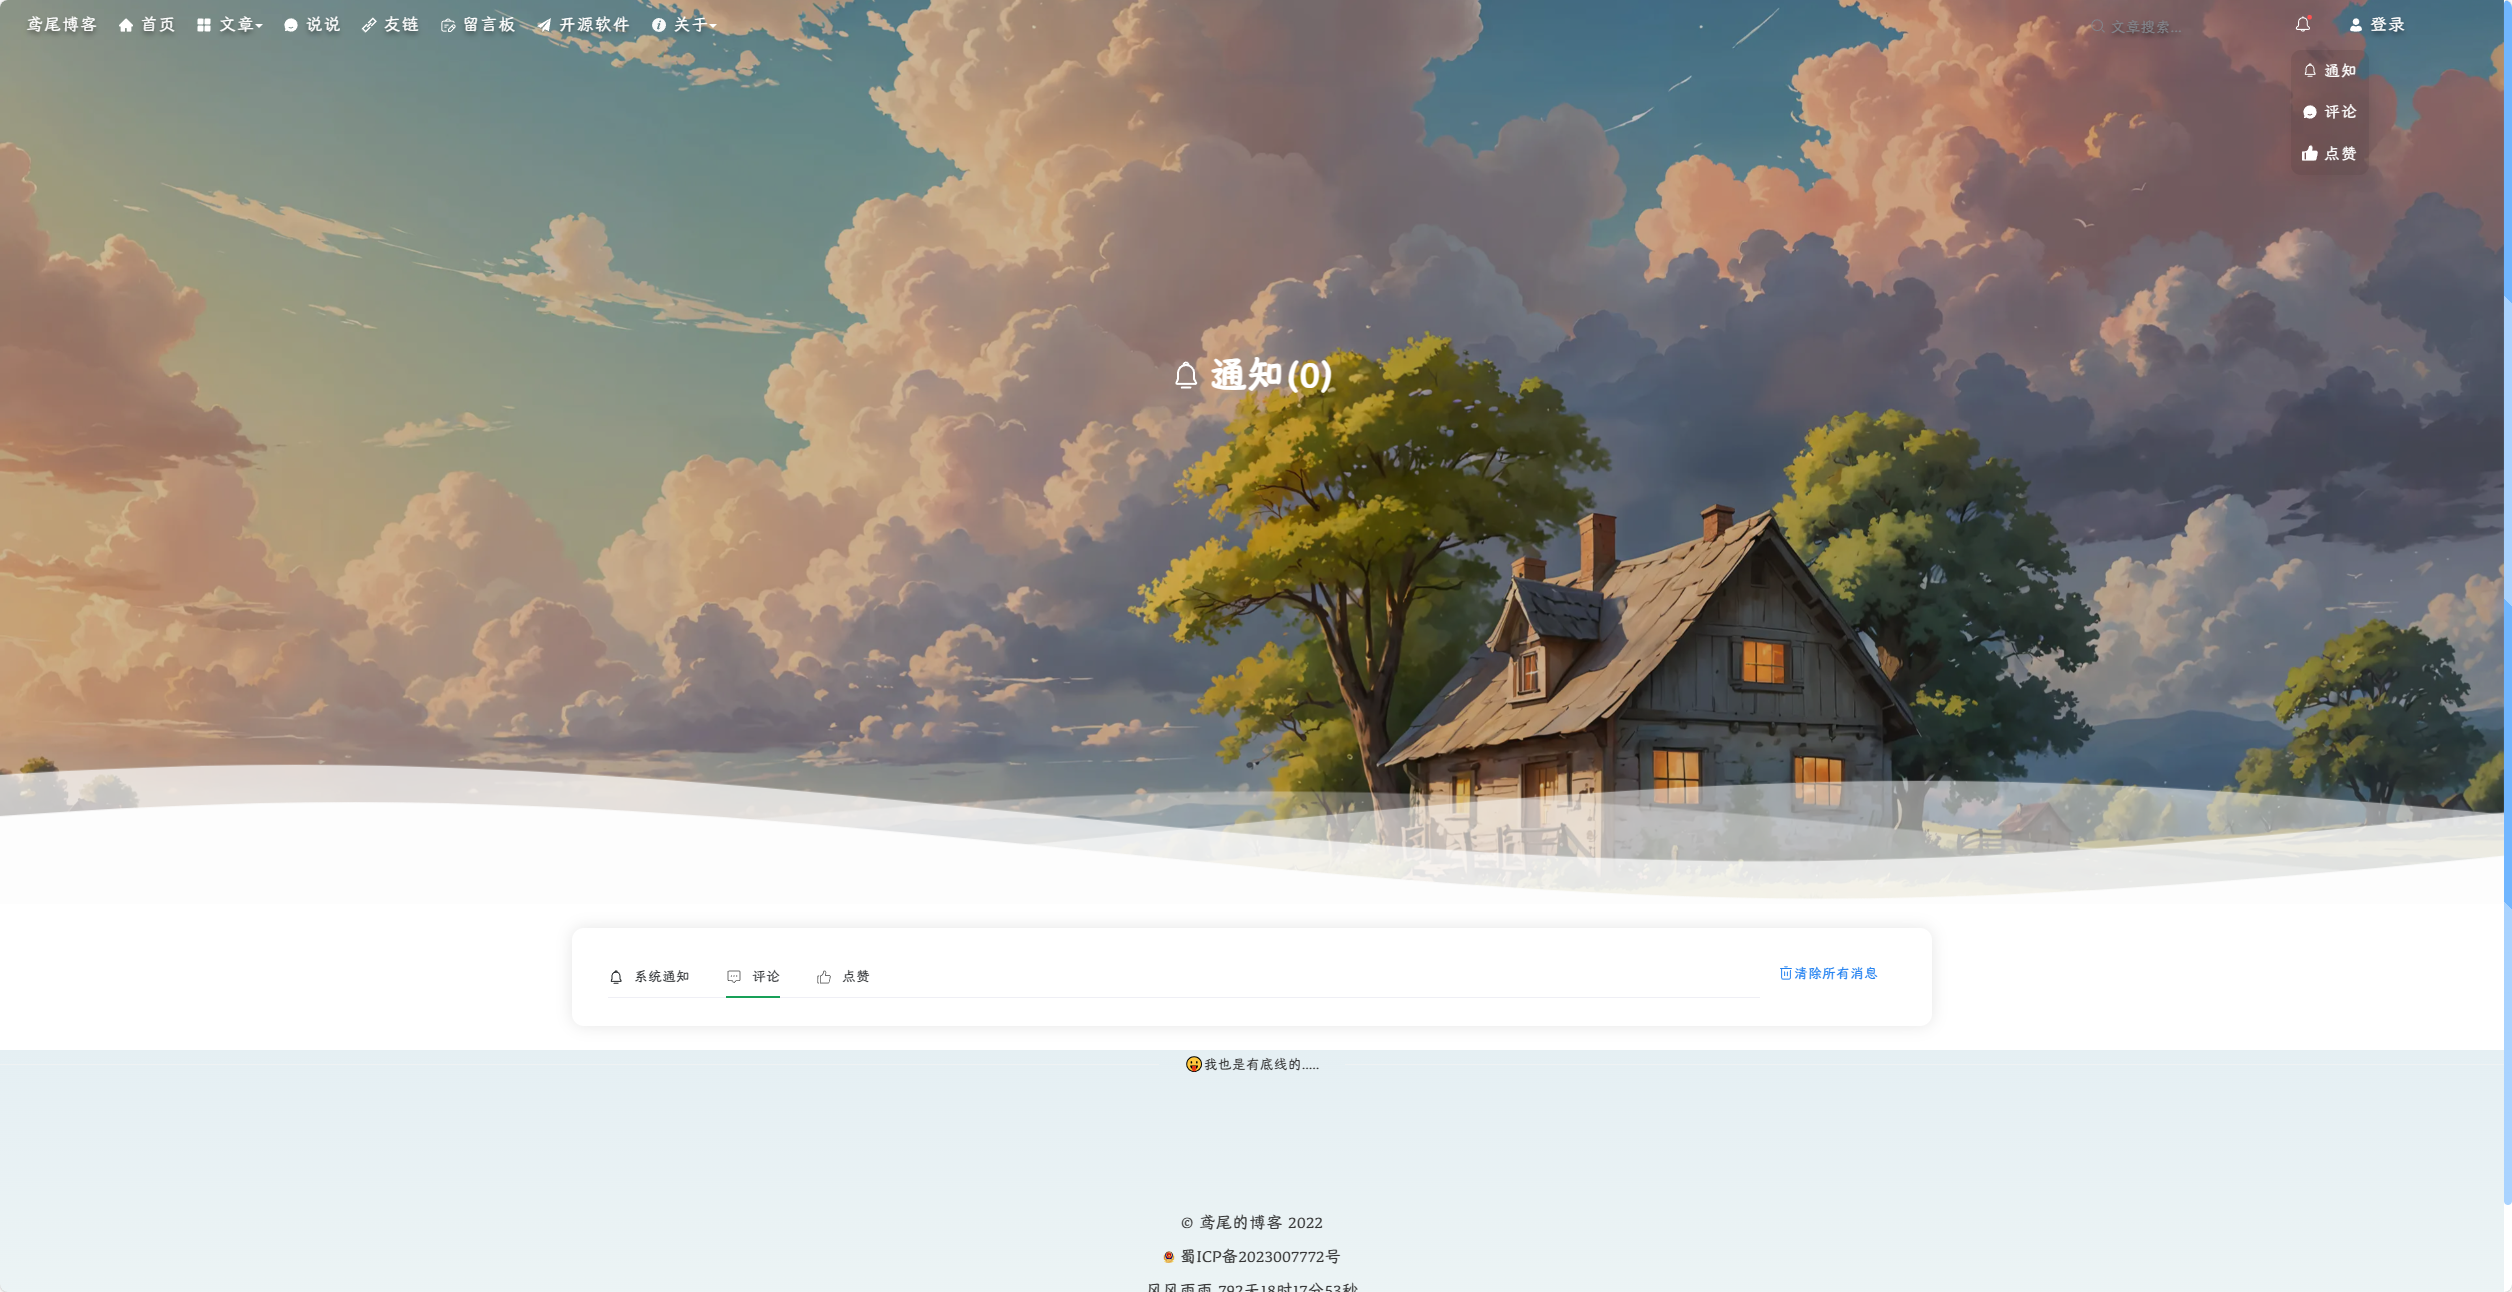 鸢尾博客 首页 文章 说说 友链 留言板 开源软件 关于 文章搜索... 登录
通知
评论
点赞
通知(0)
系统通知 评论 点赞 清除所有消息
我也是有底线的.....
© 鸢尾的博客 2022
蜀ICP备2023007772号
风风雨雨 792天18时17分53秒